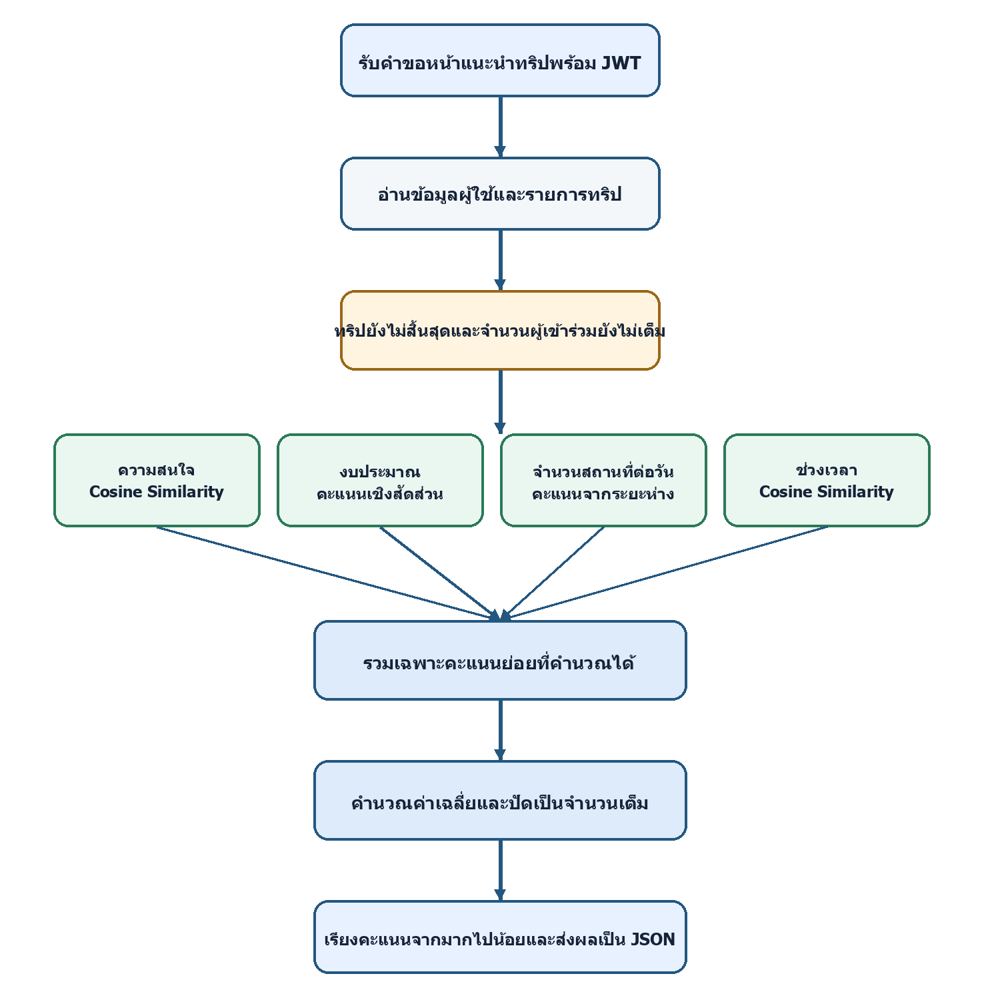 รับคำขอหน้าแนะนำทริปพร้อม JWT
อ่านข้อมูลผู้ใช้และรายการทริป
ทริปยังไม่สิ้นสุดและจำนวนผู้เข้าร่วมยังไม่เต็ม
ความสนใจ
Cosine Similarity
งบประมาณ
คะแนนเชิงสัดส่วน
จำนวนสถานที่ต่อวัน
คะแนนจากระยะห่าง
ช่วงเวลา
Cosine Similarity
รวมเฉพาะคะแนนย่อยที่คำนวณได้
คำนวณค่าเฉลี่ยและปัดเป็นจำนวนเต็ม
เรียงคะแนนจากมากไปน้อยและส่งผลเป็น JSON